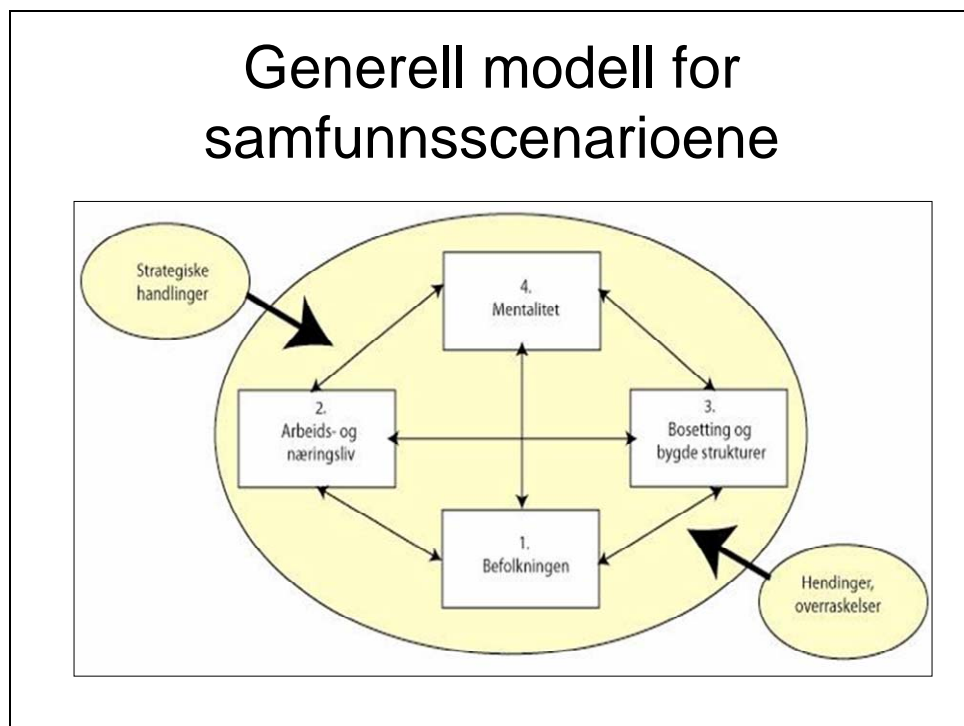 Generell modell for
samfunnsscenarioene
Strategiske
handlinger
4.
Mentalitet
2.
Arbeids- og
næringsliv
3.
Bosetting og
bygde strukturer
1.
Befolkningen
Hendinger,
overraskelser